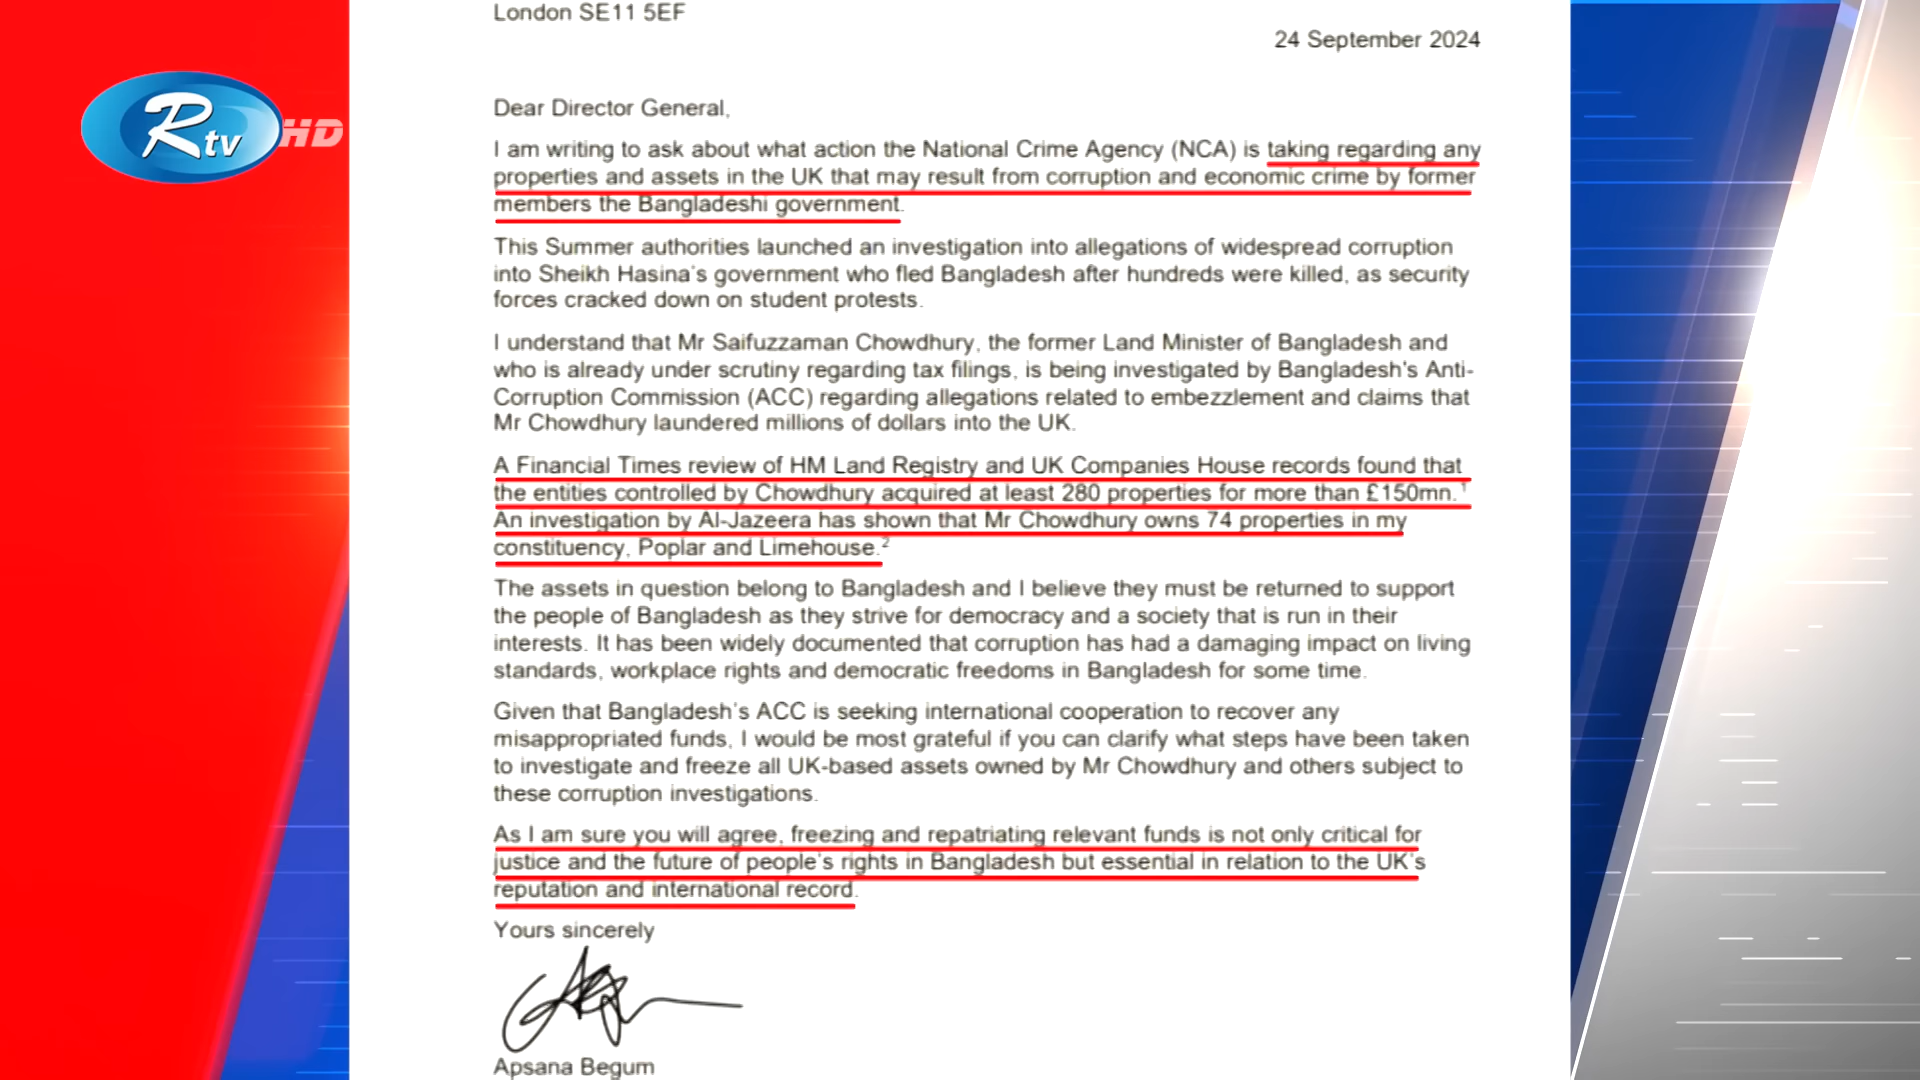 London SE11 5EF
24 September 2024
Rtv HD
Dear Director General,
I am writing to ask about what action the National Crime Agency (NCA) is taking regarding any
properties and assets in the UK that may result from corruption and economic crime by former
members the Bangladeshi government.
This Summer authorities launched an investigation into allegations of widespread corruption
into Sheikh Hasina's government who fled Bangladesh after hundreds were killed, as security
forces cracked down on student protests.
I understand that Mr Saifuzzaman Chowdhury, the former Land Minister of Bangladesh and
who is already under scrutiny regarding tax filings, is being investigated by Bangladesh's Anti-
Corruption Commission (ACC) regarding allegations related to embezzlement and claims that
Mr Chowdhury laundered millions of dollars into the UK.
A Financial Times review of HM Land Registry and UK Companies House records found that
the entities controlled by Chowdhury acquired at least 280 properties for more than £150mn.¹
An investigation by Al-Jazeera has shown that Mr Chowdhury owns 74 properties in my
constituency, Poplar and Limehouse.²
The assets in question belong to Bangladesh and I believe they must be returned to support
the people of Bangladesh as they strive for democracy and a society that is run in their
interests. It has been widely documented that corruption has had a damaging impact on living
standards, workplace rights and democratic freedoms in Bangladesh for some time.
Given that Bangladesh's ACC is seeking international cooperation to recover any
misappropriated funds, I would be most grateful if you can clarify what steps have been taken
to investigate and freeze all UK-based assets owned by Mr Chowdhury and others subject to
these corruption investigations.
As I am sure you will agree, freezing and repatriating relevant funds is not only critical for
justice and the future of people's rights in Bangladesh but essential in relation to the UK's
reputation and international record.
Yours sincerely
Apsana Begum